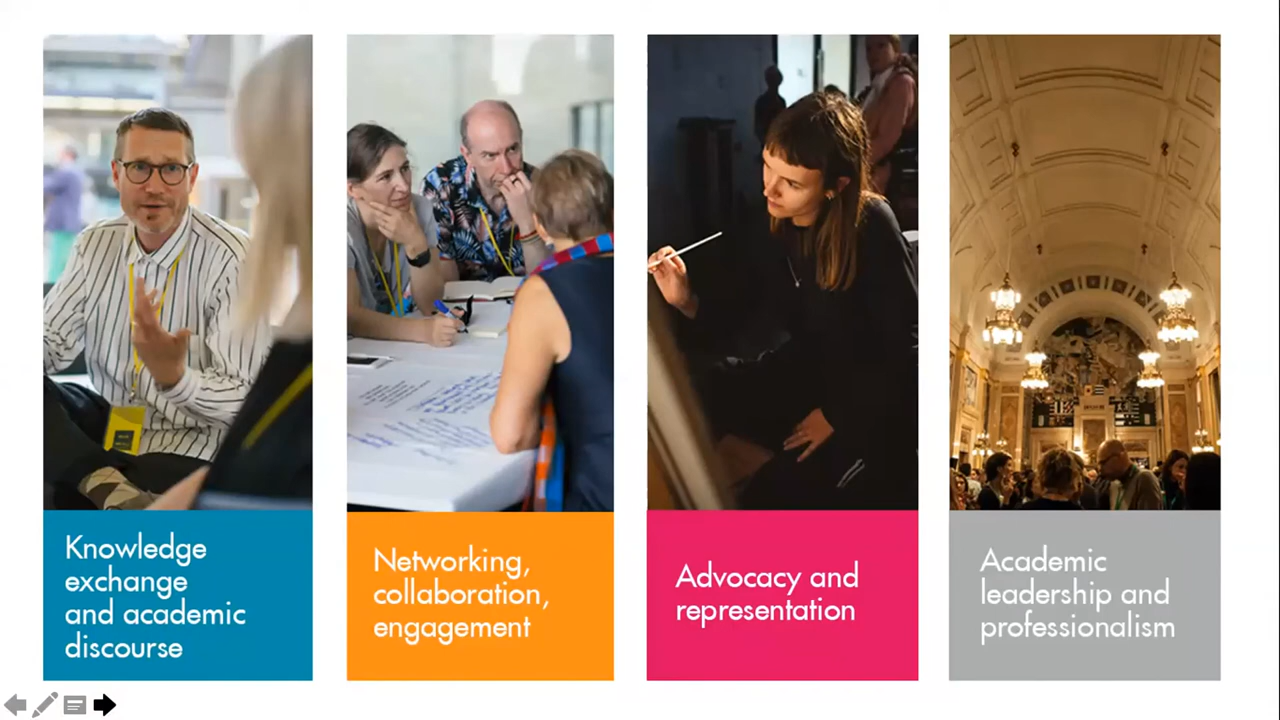 Knowledge
exchange
and academic
discourse
Networking,
collaboration,
engagement
Advocacy and
representation
Academic
leadership and
professionalism